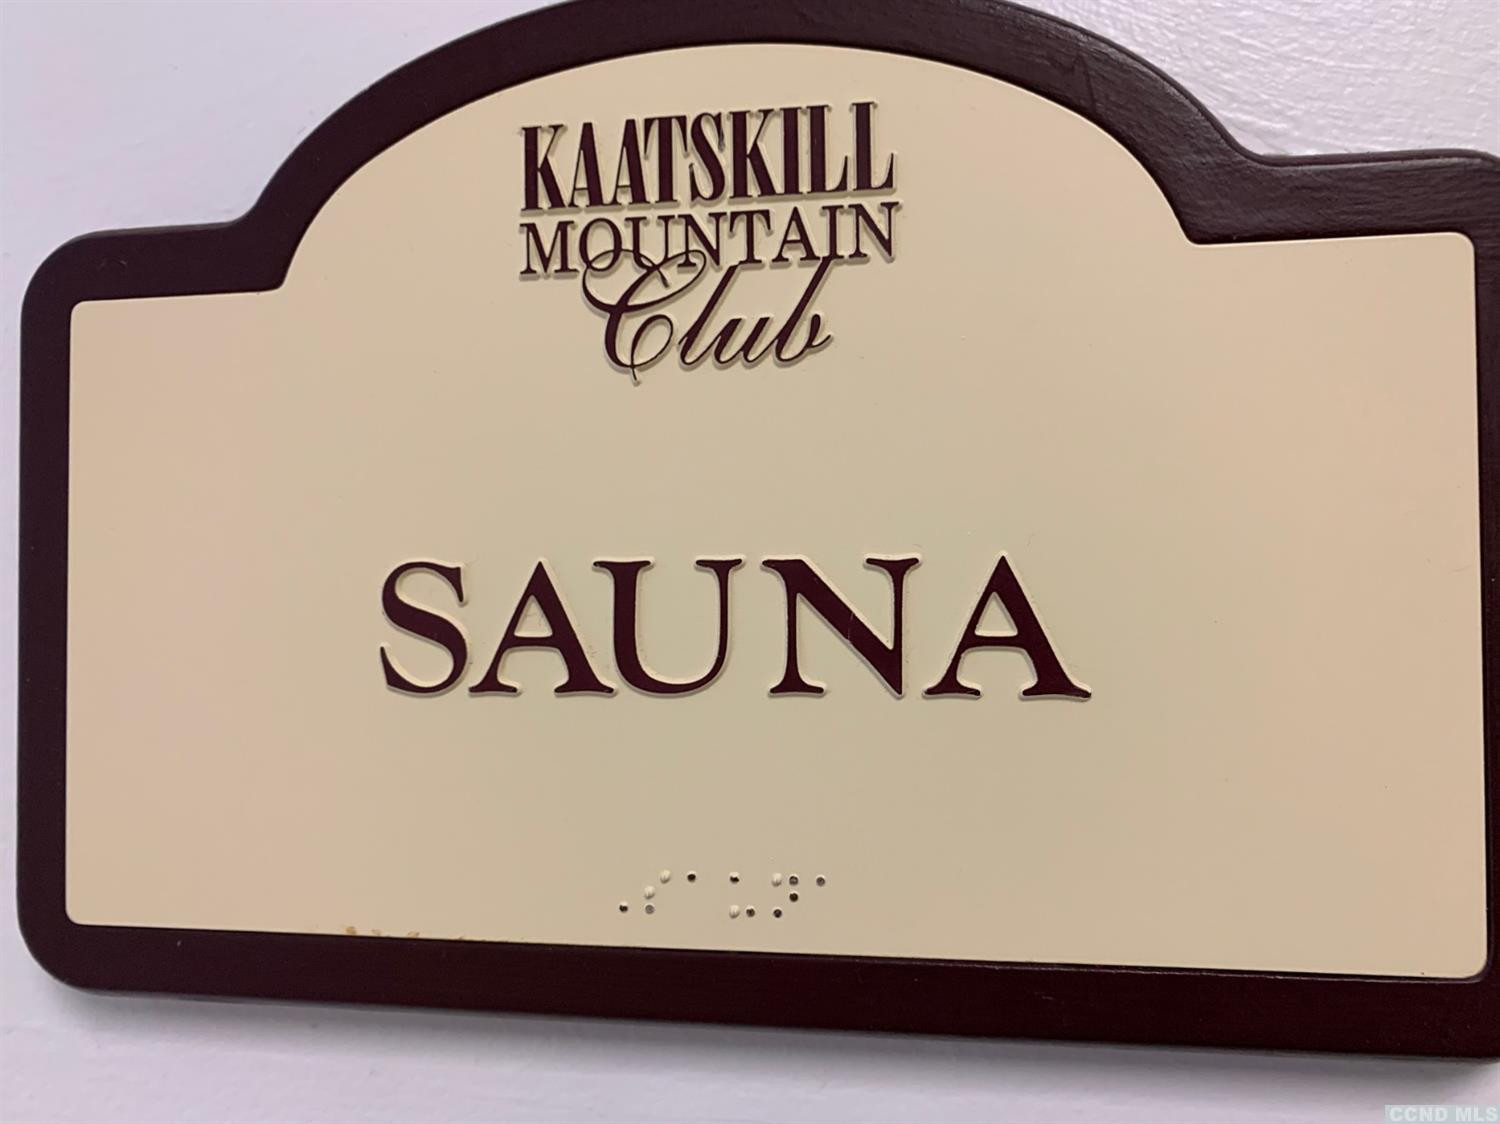 KAATSKILL
MOUNTAIN
Club
SAUNA
⠎⠁⠥⠝⠁
CCND MLS